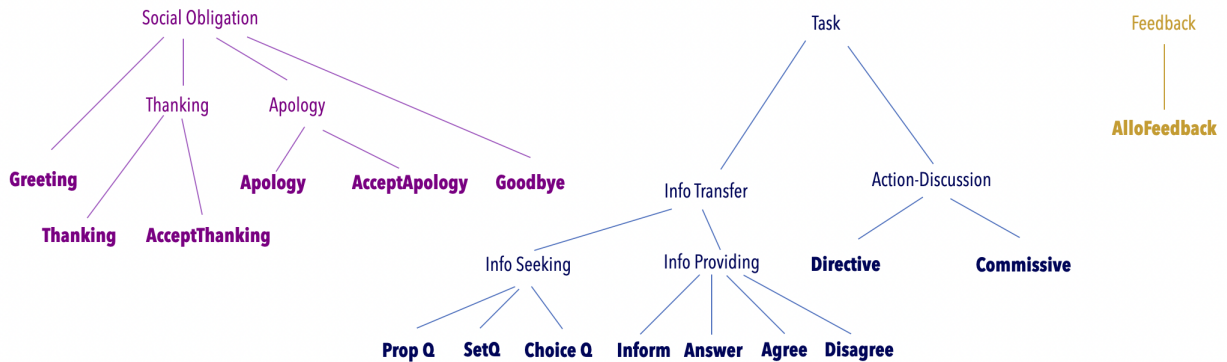 Social Obligation
Task
Feedback
Thanking
Apology
AlloFeedback
Greeting
Apology
AcceptApology
Goodbye
Info Transfer
Action-Discussion
Thanking
AcceptThanking
Info Seeking
Info Providing
Directive
Commissive
Prop Q
SetQ
Choice Q
Inform
Answer
Agree
Disagree